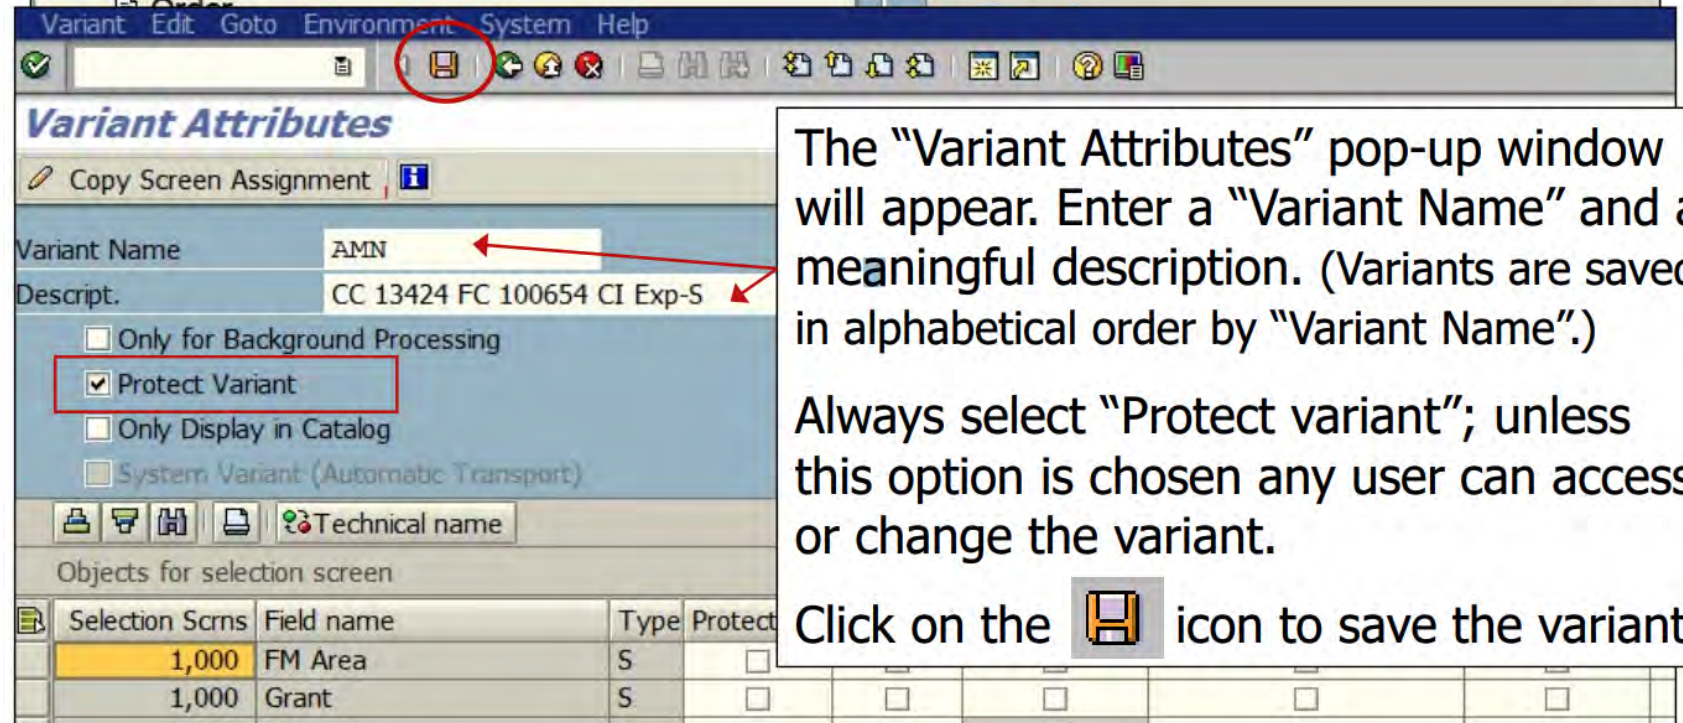 Order
Variant Edit Goto Environment System Help
Variant Attributes
Copy Screen Assignment
Variant Name AMN
Descript. CC 13424 FC 100654 CI Exp-S
Only for Background Processing
Protect Variant
Only Display in Catalog
System Variant (Automatic Transport)
Technical name
Objects for selection screen
Selection Scrns Field name Type Protect
1,000 FM Area S
1,000 Grant S
The “Variant Attributes” pop-up window
will appear. Enter a “Variant Name” and a
meaningful description. (Variants are saved
in alphabetical order by “Variant Name”.)
Always select “Protect variant”; unless
this option is chosen any user can access
or change the variant.
Click on the icon to save the variant